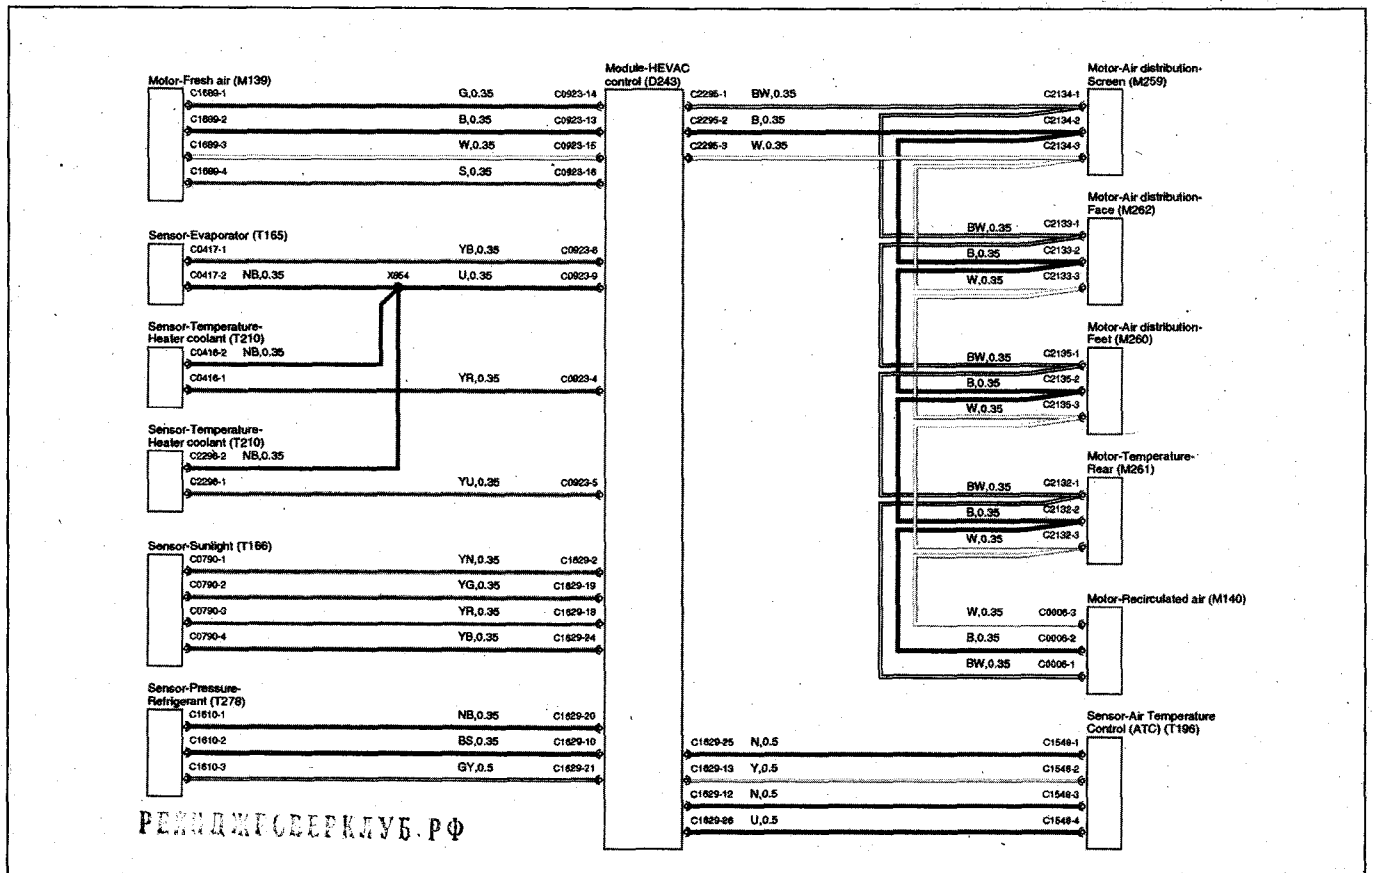 Motor-Fresh air (M139)
C1689-1 G,0.35 C0923-14
C1689-2 B,0.35 C0923-13
C1689-3 W,0.35 C0923-15
C1689-4 S,0.35 C0923-16
Sensor-Evaporator (T165)
C0417-1 YB,0.35 C0923-6
C0417-2 NB,0.35 X854 U,0.35 C0923-9
Sensor-Temperature-
Heater coolant (T210)
C0416-2 NB,0.35
C0416-1 YR,0.35 C0923-4
Sensor-Temperature-
Heater coolant (T210)
C2296-2 NB,0.35
C2296-1 YU,0.35 C0923-5
Sensor-Sunlight (T166)
C0790-1 YN,0.35 C1629-2
C0790-2 YG,0.35 C1629-19
C0790-3 YR,0.35 C1629-18
C0790-4 YB,0.35 C1629-24
Sensor-Pressure-
Refrigerant (T278)
C1610-1 NB,0.35 C1629-20
C1610-2 BS,0.35 C1629-10
C1610-3 GY,0.5 C1629-21
Module-HEVAC
control (D243)
C2295-1 BW,0.35 C2134-1
C2295-2 B,0.35 C2134-2
C2295-3 W,0.35 C2134-3
Motor-Air distribution-
Screen (M259)
Motor-Air distribution-
Face (M262)
BW,0.35 C2133-1
B,0.35 C2133-2
W,0.35 C2133-3
Motor-Air distribution-
Feet (M260)
BW,0.35 C2135-1
B,0.35 C2135-2
W,0.35 C2135-3
Motor-Temperature-
Rear (M261)
BW,0.35 C2132-1
B,0.35 C2132-2
W,0.35 C2132-3
Motor-Recirculated air (M140)
W,0.35 C0006-3
B,0.35 C0006-2
BW,0.35 C0006-1
Sensor-Air Temperature
Control (ATC) (T196)
C1629-25 N,0.5 C1548-1
C1629-13 Y,0.5 C1548-2
C1629-12 N,0.5 C1548-3
C1629-26 U,0.5 C1548-4
РЕЙНДЖРОВЕРКЛУБ.РФ